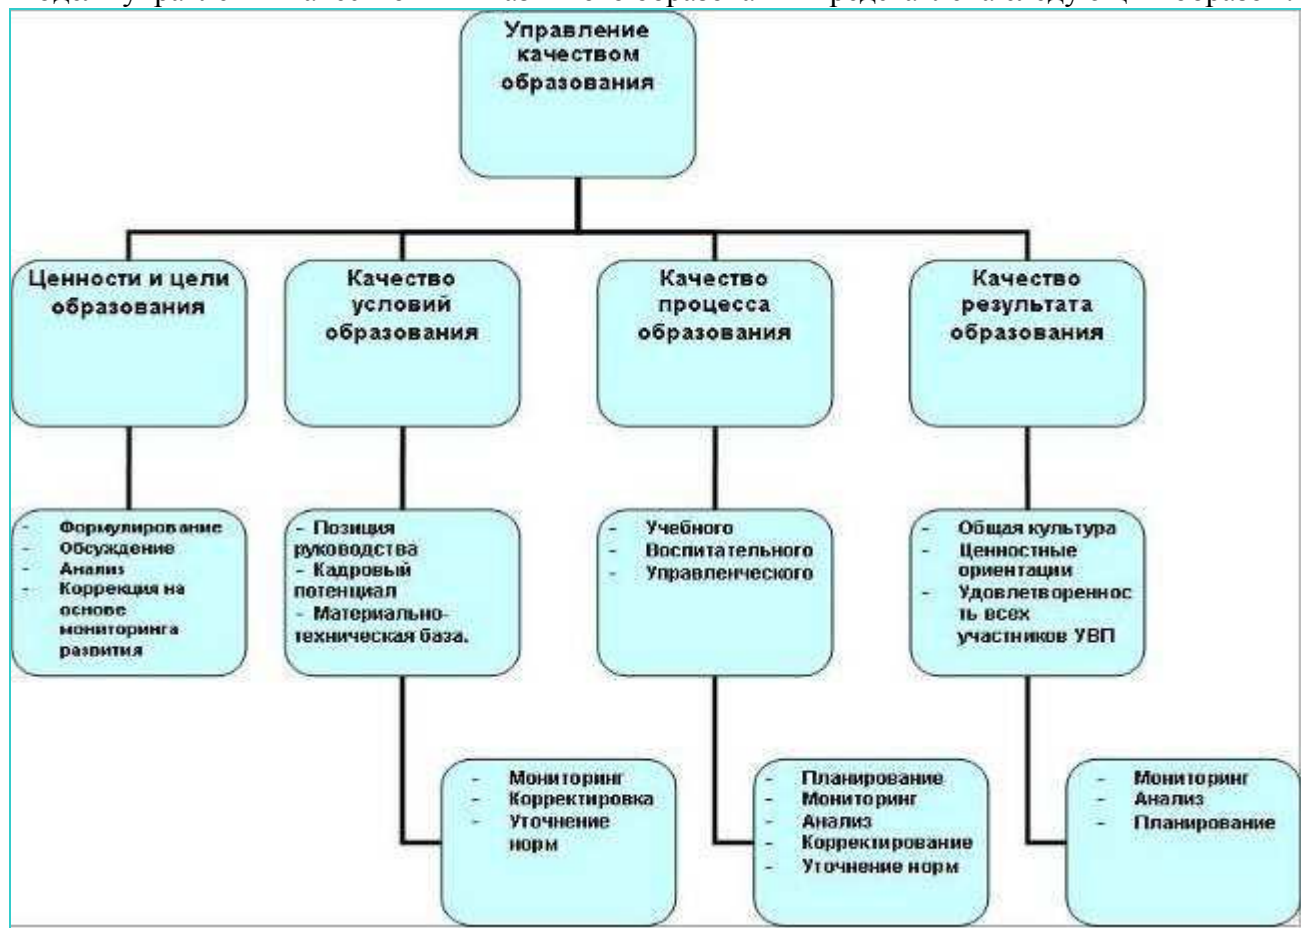 Управление
качеством
образования
Ценности и цели
образования
Качество
условий
образования
Качество
процесса
образования
Качество
результата
образования
- Формулирование
- Обсуждение
- Анализ
- Коррекция на
основе
мониторинга
развития
- Позиция
руководства
- Кадровый
потенциал
- Материально-
техническая база.
- Учебного
- Воспитательного
- Управленческого
- Общая культура
- Ценностные
ориентации
- Удовлетвореннос
ть всех
участников УВП
- Мониторинг
- Корректировка
- Уточнение
норм
- Планирование
- Мониторинг
- Анализ
- Корректирование
- Уточнение норм
- Мониторинг
- Анализ
- Планирование